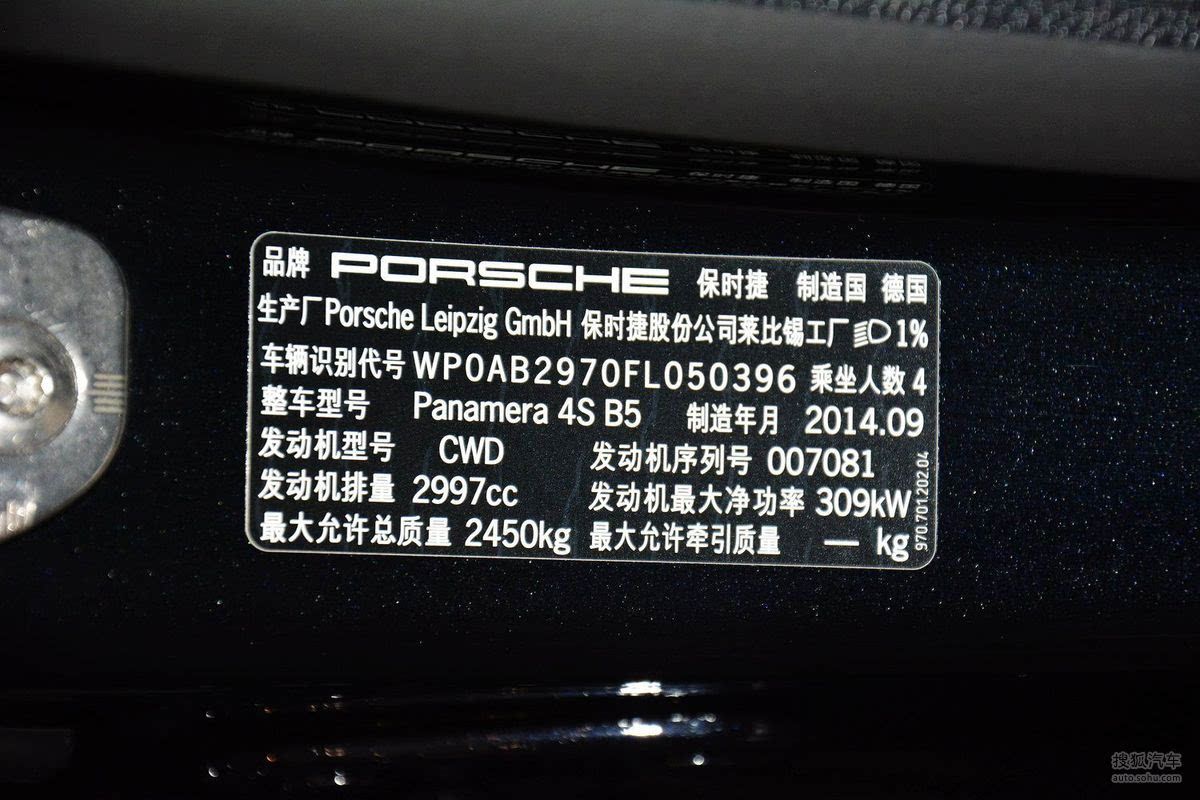 品牌 PORSCHE 保时捷 制造国 德国
生产厂 Porsche Leipzig GmbH 保时捷股份公司莱比锡工厂 1%
车辆识别代号 WP0AB2970FL050396 乘坐人数 4
整车型号 Panamera 4S B5 制造年月 2014.09
发动机型号 CWD 发动机序列号 007081
发动机排量 2997cc 发动机最大净功率 309kW
最大允许总质量 2450kg 最大允许牵引质量 — kg
970.701.202.04
搜狐汽车
auto.sohu.com